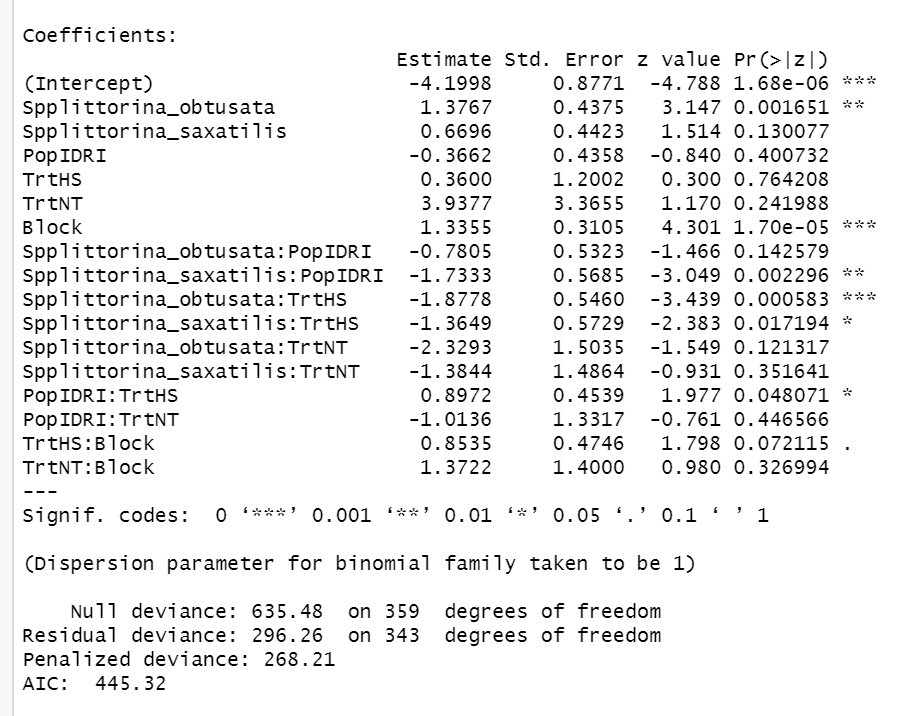 Coefficients:
                              Estimate Std. Error z value Pr(>|z|)
(Intercept)                    -4.1998     0.8771  -4.788 1.68e-06 ***
Spplittorina_obtusata           1.3767     0.4375   3.147 0.001651 **
Spplittorina_saxatilis          0.6696     0.4423   1.514 0.130077
PopIDRI                        -0.3662     0.4358  -0.840 0.400732
TrtHS                           0.3600     1.2002   0.300 0.764208
TrtNT                           3.9377     3.3655   1.170 0.241988
Block                           1.3355     0.3105   4.301 1.70e-05 ***
Spplittorina_obtusata:PopIDRI  -0.7805     0.5323  -1.466 0.142579
Spplittorina_saxatilis:PopIDRI -1.7333     0.5685  -3.049 0.002296 **
Spplittorina_obtusata:TrtHS    -1.8778     0.5460  -3.439 0.000583 ***
Spplittorina_saxatilis:TrtHS   -1.3649     0.5729  -2.383 0.017194 *
Spplittorina_obtusata:TrtNT    -2.3293     1.5035  -1.549 0.121317
Spplittorina_saxatilis:TrtNT   -1.3844     1.4864  -0.931 0.351641
PopIDRI:TrtHS                   0.8972     0.4539   1.977 0.048071 *
PopIDRI:TrtNT                  -1.0136     1.3317  -0.761 0.446566
TrtHS:Block                     0.8535     0.4746   1.798 0.072115 .
TrtNT:Block                     1.3722     1.4000   0.980 0.326994
---
Signif. codes:  0 ‘***’ 0.001 ‘**’ 0.01 ‘*’ 0.05 ‘.’ 0.1 ‘ ’ 1
(Dispersion parameter for binomial family taken to be 1)
    Null deviance: 635.48  on 359  degrees of freedom
Residual deviance: 296.26  on 343  degrees of freedom
Penalized deviance: 268.21
AIC:  445.32